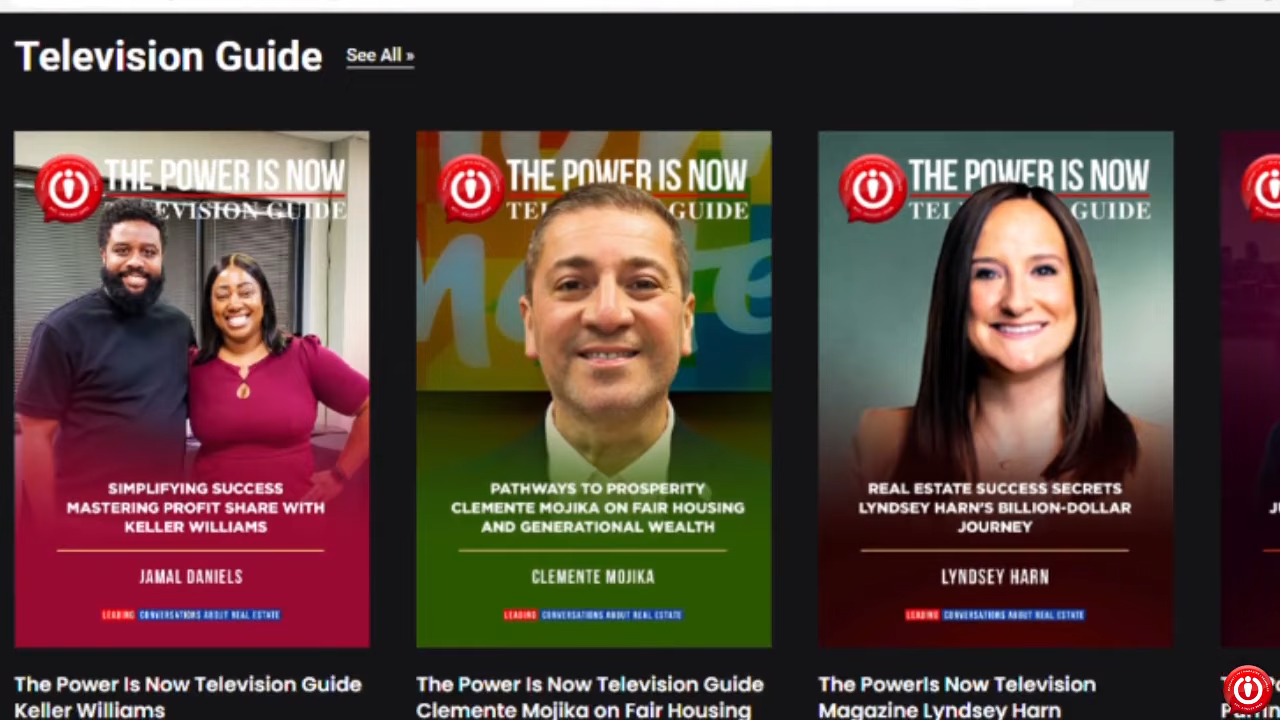 Television Guide
See All »
THE POWER IS NOW
EVISION GUIDE
SIMPLIFYING SUCCESS
MASTERING PROFIT SHARE WITH
KELLER WILLIAMS
JAMAL DANIELS
LEADING CONVERSATIONS ABOUT REAL ESTATE
The Power Is Now Television Guide
Keller Williams
THE POWER IS NOW
TEL GUIDE
PATHWAYS TO PROSPERITY
CLEMENTE MOJIKA ON FAIR HOUSING
AND GENERATIONAL WEALTH
CLEMENTE MOJIKA
LEADING CONVERSATIONS ABOUT REAL ESTATE
The Power Is Now Television Guide
Clemente Mojika on Fair Housing
THE POWER IS NOW
TEL GUIDE
REAL ESTATE SUCCESS SECRETS
LYNDSEY HARN'S BILLION-DOLLAR
JOURNEY
LYNDSEY HARN
LEADING CONVERSATIONS ABOUT REAL ESTATE
The PowerIs Now Television
Magazine Lyndsey Harn